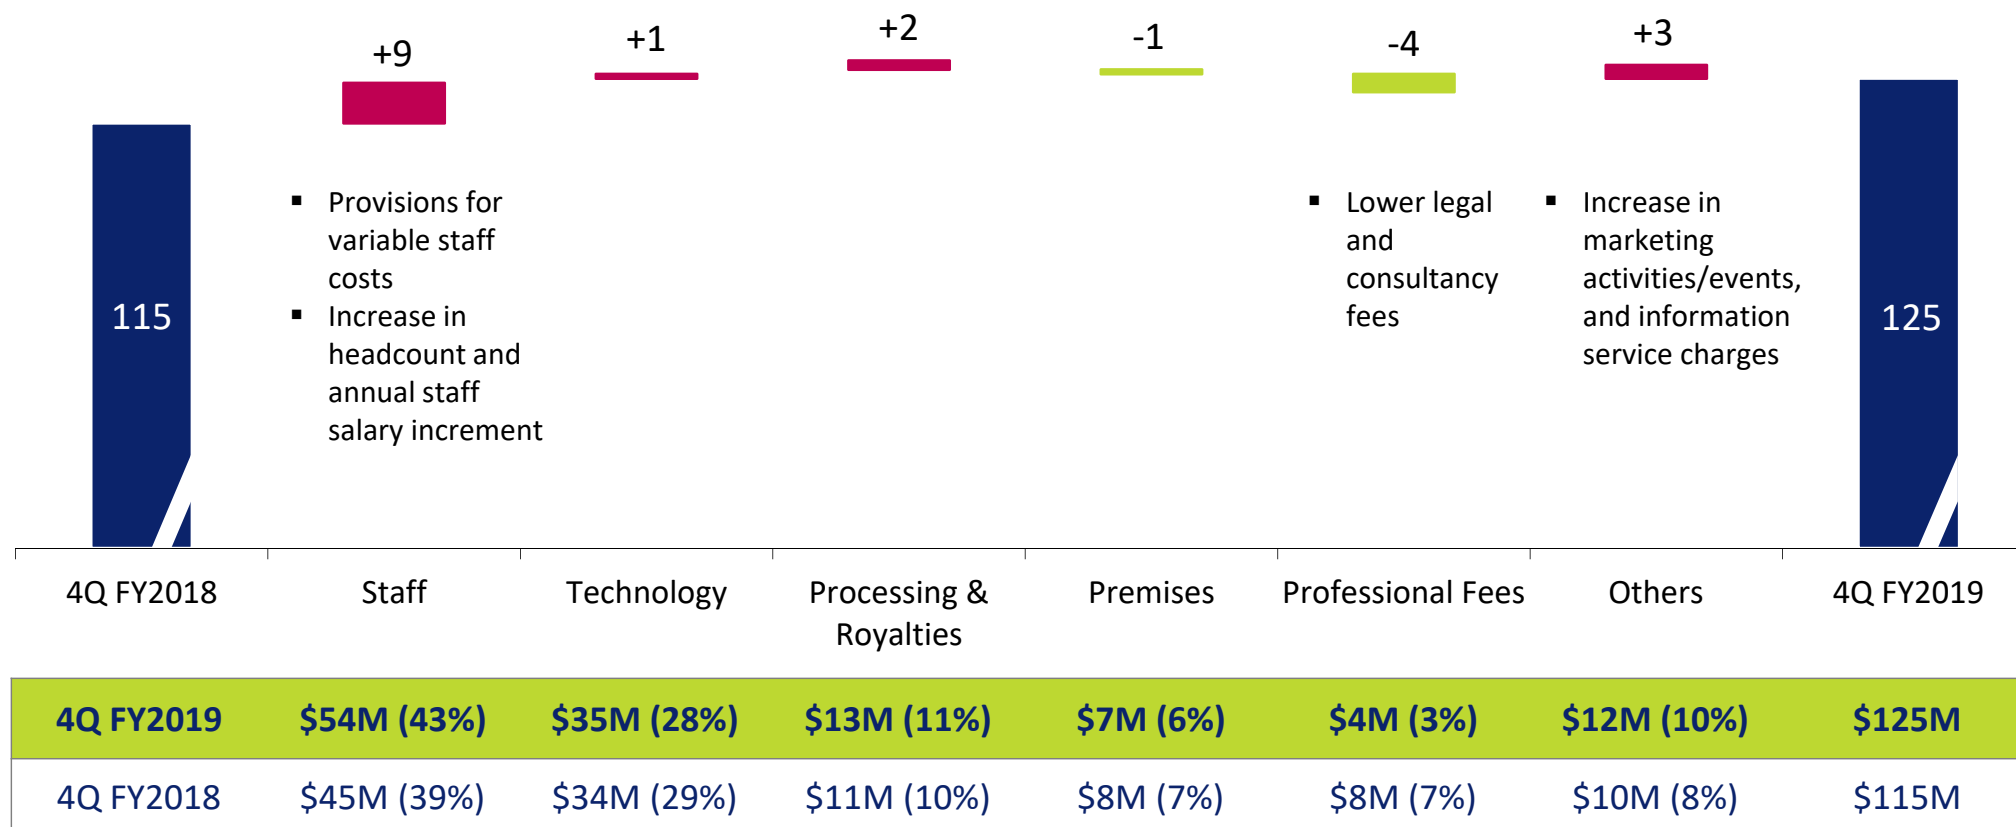 +9
+1
+2
-1
-4
+3
115
▪ Provisions for
variable staff
costs
▪ Increase in
headcount and
annual staff
salary increment
▪ Lower legal
and
consultancy
fees
▪ Increase in
marketing
activities/events,
and information
service charges
125
4Q FY2018 Staff Technology Processing & Premises Professional Fees Others 4Q FY2019
Royalties
4Q FY2019 $54M (43%) $35M (28%) $13M (11%) $7M (6%) $4M (3%) $12M (10%) $125M
4Q FY2018 $45M (39%) $34M (29%) $11M (10%) $8M (7%) $8M (7%) $10M (8%) $115M